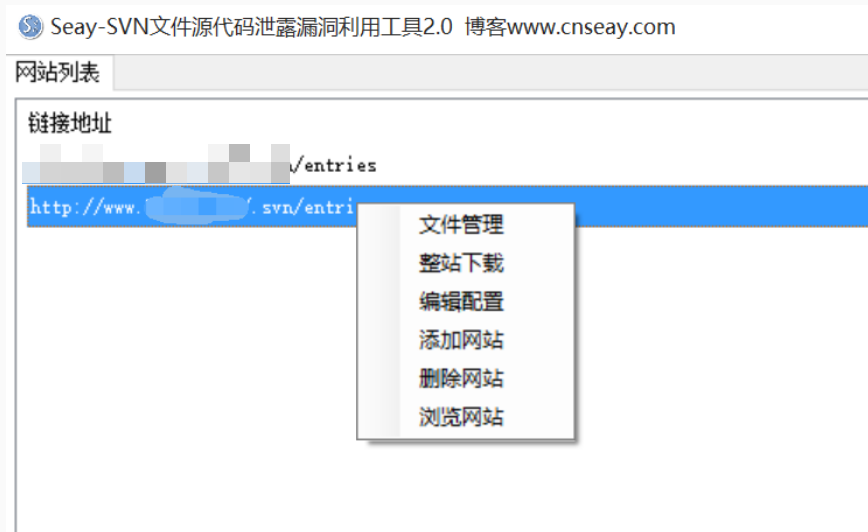 Seay-SVN文件源代码泄露漏洞利用工具2.0 博客www.cnseay.com
网站列表
链接地址
/entries
http://www. .svn/entri
文件管理
整站下载
编辑配置
添加网站
删除网站
浏览网站